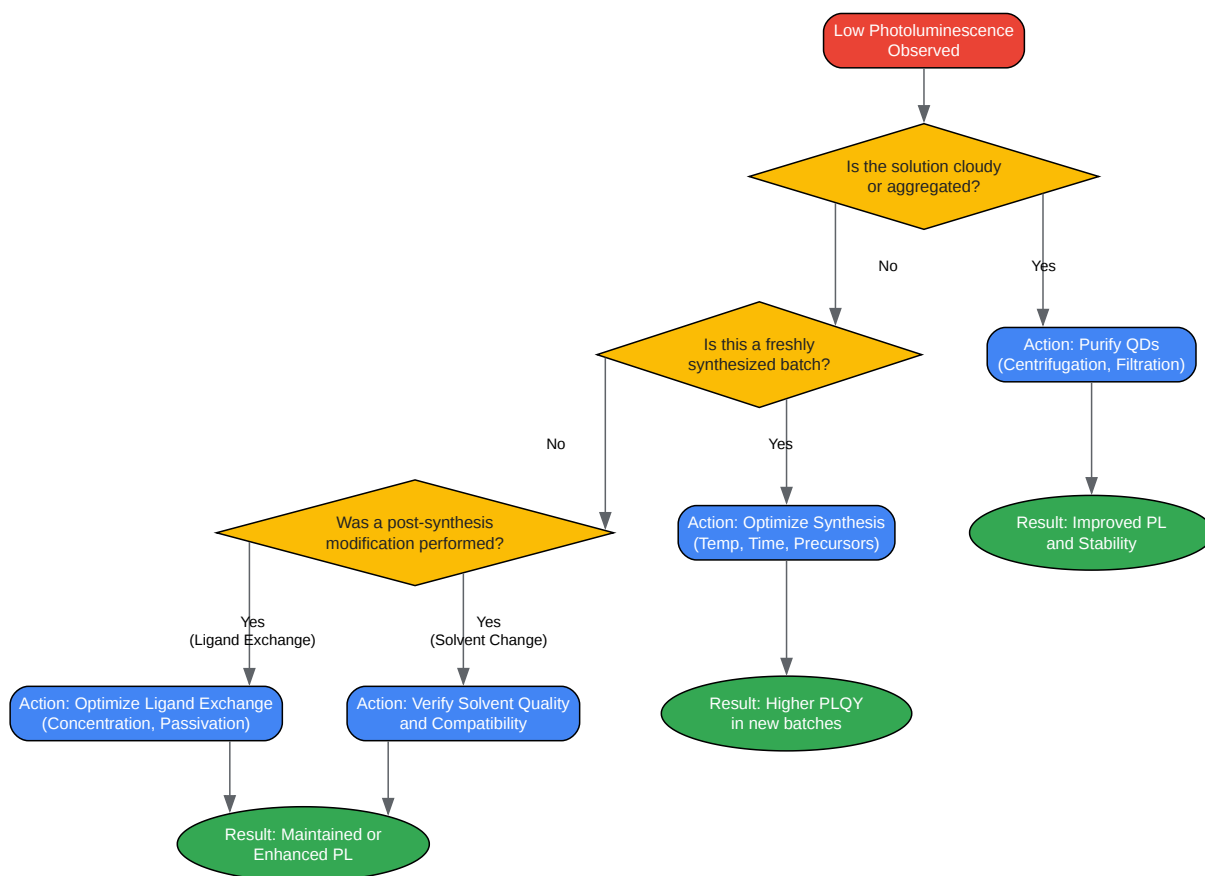 Low Photoluminescence
Observed
Is the solution cloudy
or aggregated?
No
Yes
Is this a freshly
synthesized batch?
Action: Purify QDs
(Centrifugation, Filtration)
No
Yes
Was a post-synthesis
modification performed?
Action: Optimize Synthesis
(Temp, Time, Precursors)
Result: Improved PL
and Stability
Yes
(Ligand Exchange)
Yes
(Solvent Change)
Action: Optimize Ligand Exchange
(Concentration, Passivation)
Action: Verify Solvent Quality
and Compatibility
Result: Higher PLQY
in new batches
Result: Maintained or
Enhanced PL